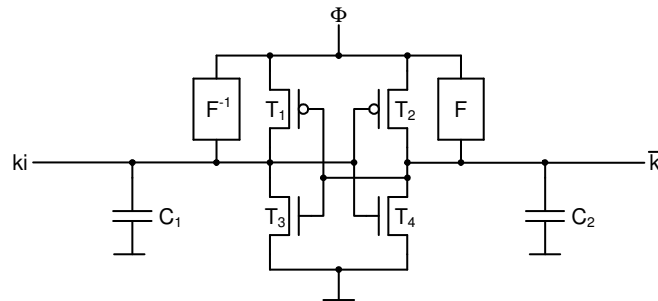 Φ
F⁻¹
T₁
T₂
F
ki
k̅
T₃
T₄
C₁
C₂